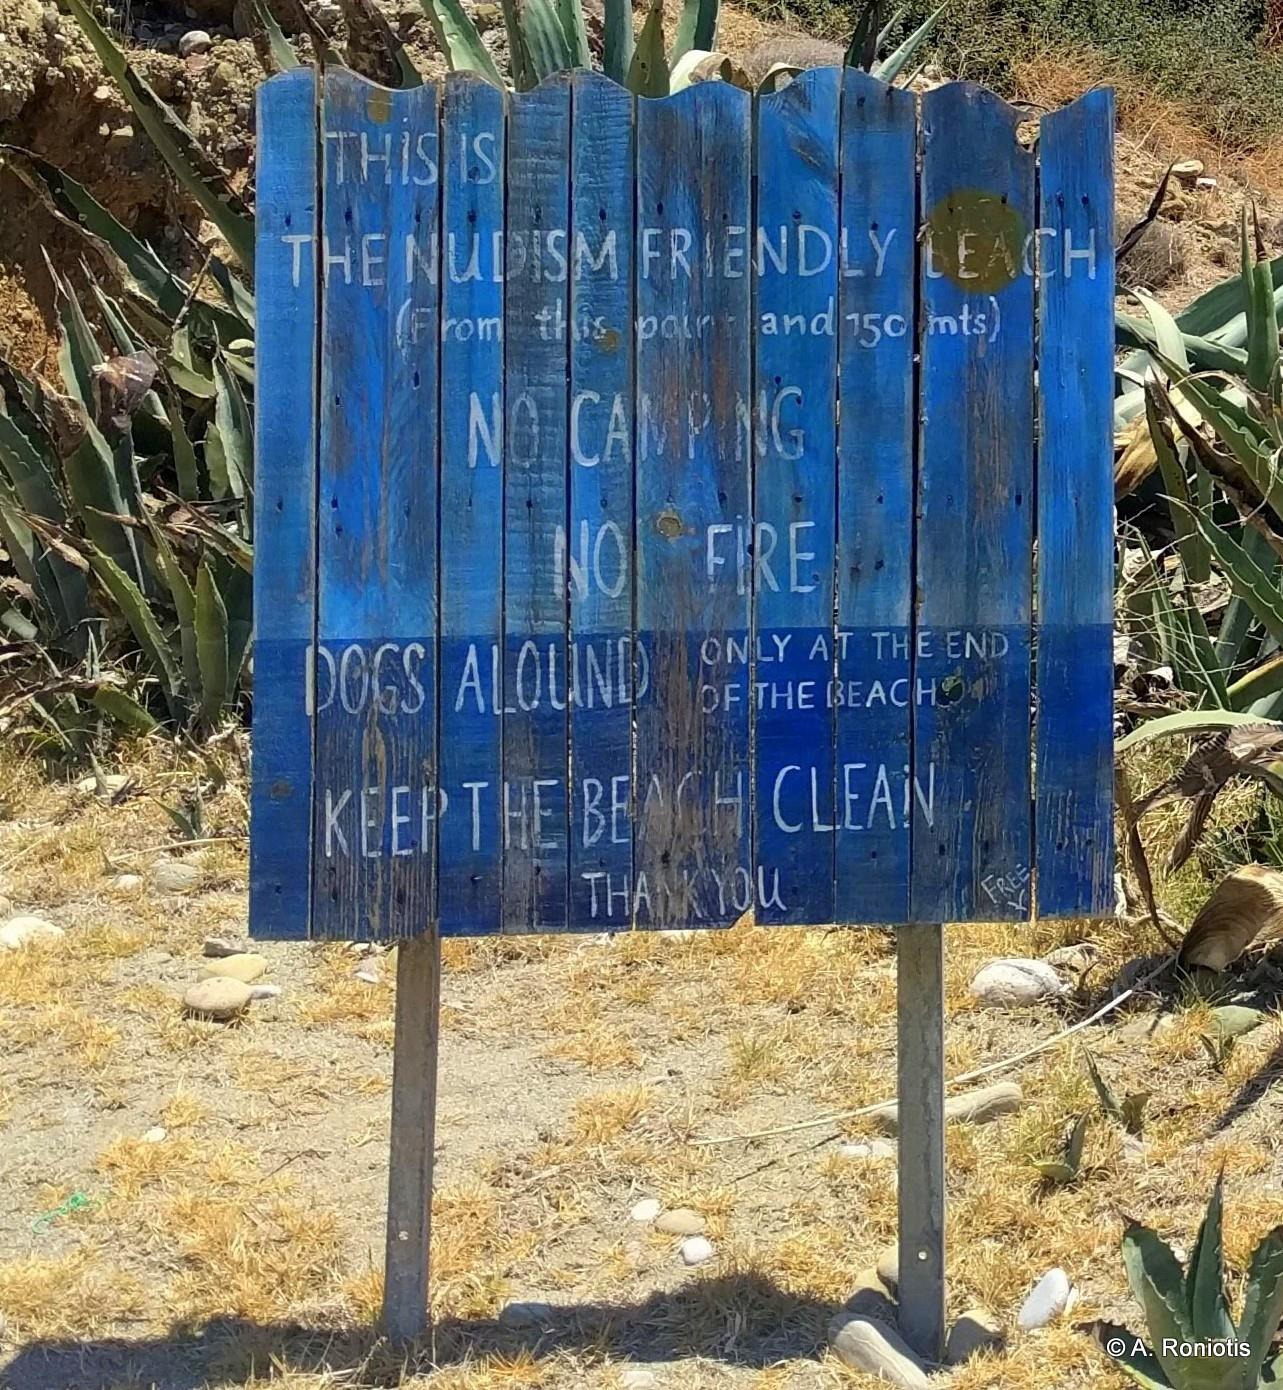 THIS IS
THE NUDISM FRIENDLY BEACH
(From this point and 150 mts)
NO CAMPING
NO FIRE
DOGS ALOUND ONLY AT THE END
OF THE BEACH
KEEP THE BEACH CLEAN
THANK YOU
FREE
© A. Roniotis